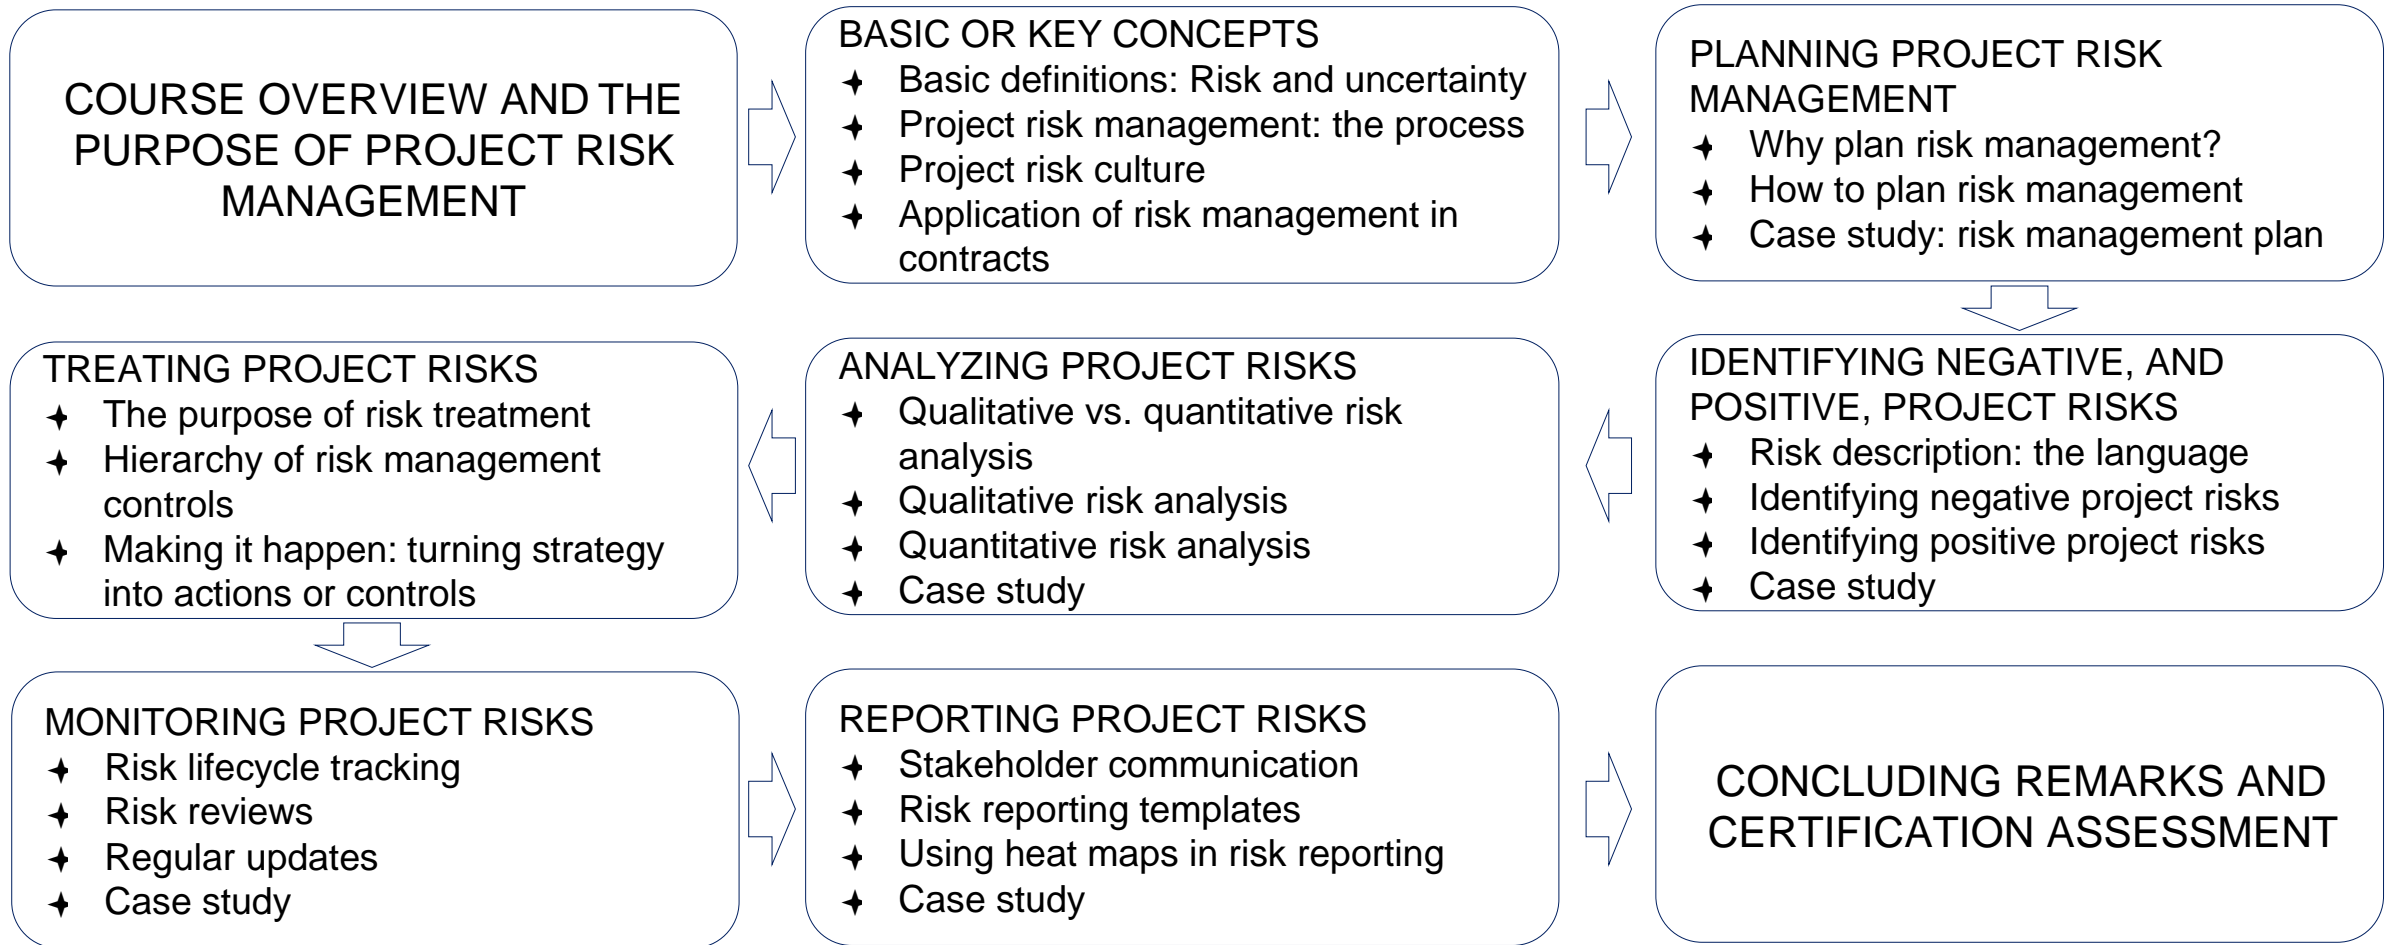 COURSE OVERVIEW AND THE
PURPOSE OF PROJECT RISK
MANAGEMENT
BASIC OR KEY CONCEPTS
Basic definitions: Risk and uncertainty
Project risk management: the process
Project risk culture
Application of risk management in
contracts
PLANNING PROJECT RISK
MANAGEMENT
Why plan risk management?
How to plan risk management
Case study: risk management plan
IDENTIFYING NEGATIVE, AND
POSITIVE, PROJECT RISKS
Risk description: the language
Identifying negative project risks
Identifying positive project risks
Case study
ANALYZING PROJECT RISKS
Qualitative vs. quantitative risk
analysis
Qualitative risk analysis
Quantitative risk analysis
Case study
TREATING PROJECT RISKS
The purpose of risk treatment
Hierarchy of risk management
controls
Making it happen: turning strategy
into actions or controls
MONITORING PROJECT RISKS
Risk lifecycle tracking
Risk reviews
Regular updates
Case study
REPORTING PROJECT RISKS
Stakeholder communication
Risk reporting templates
Using heat maps in risk reporting
Case study
CONCLUDING REMARKS AND
CERTIFICATION ASSESSMENT